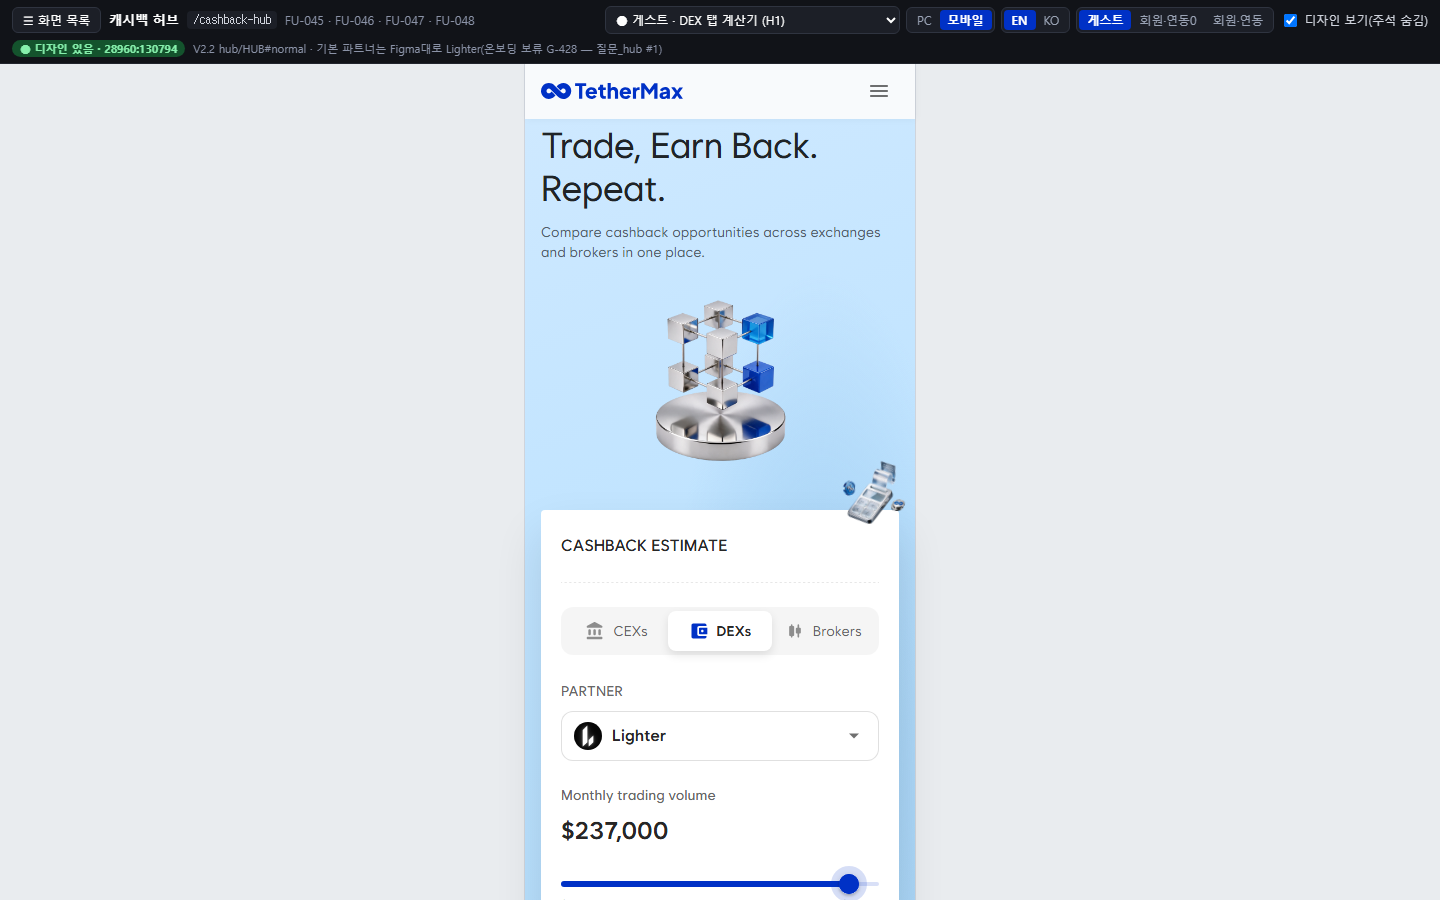 ☰ 화면 목록 캐시백 허브 /cashback-hub FU-045 · FU-046 · FU-047 · FU-048 ● 게스트 · DEX 탭 계산기 (H1) PC 모바일 EN KO 게스트 회원·연동0 회원·연동 디자인 보기(주석 숨김)
● 디자인 있음 · 28960:130794 V2.2 hub/HUB#normal · 기본 파트너는 Figma대로 Lighter(온보딩 보류 G-428 — 질문_hub #1)
TetherMax
Trade, Earn Back.
Repeat.
Compare cashback opportunities across exchanges
and brokers in one place.
CASHBACK ESTIMATE
CEXs DEXs Brokers
PARTNER
Lighter
Monthly trading volume
$237,000